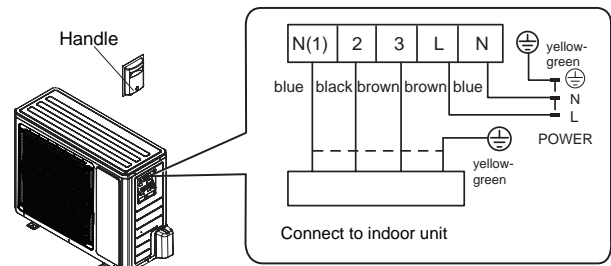 Handle
N(1) 2 3 L N
yellow-
green
blue black brown brown blue
N
L
POWER
yellow-
green
Connect to indoor unit